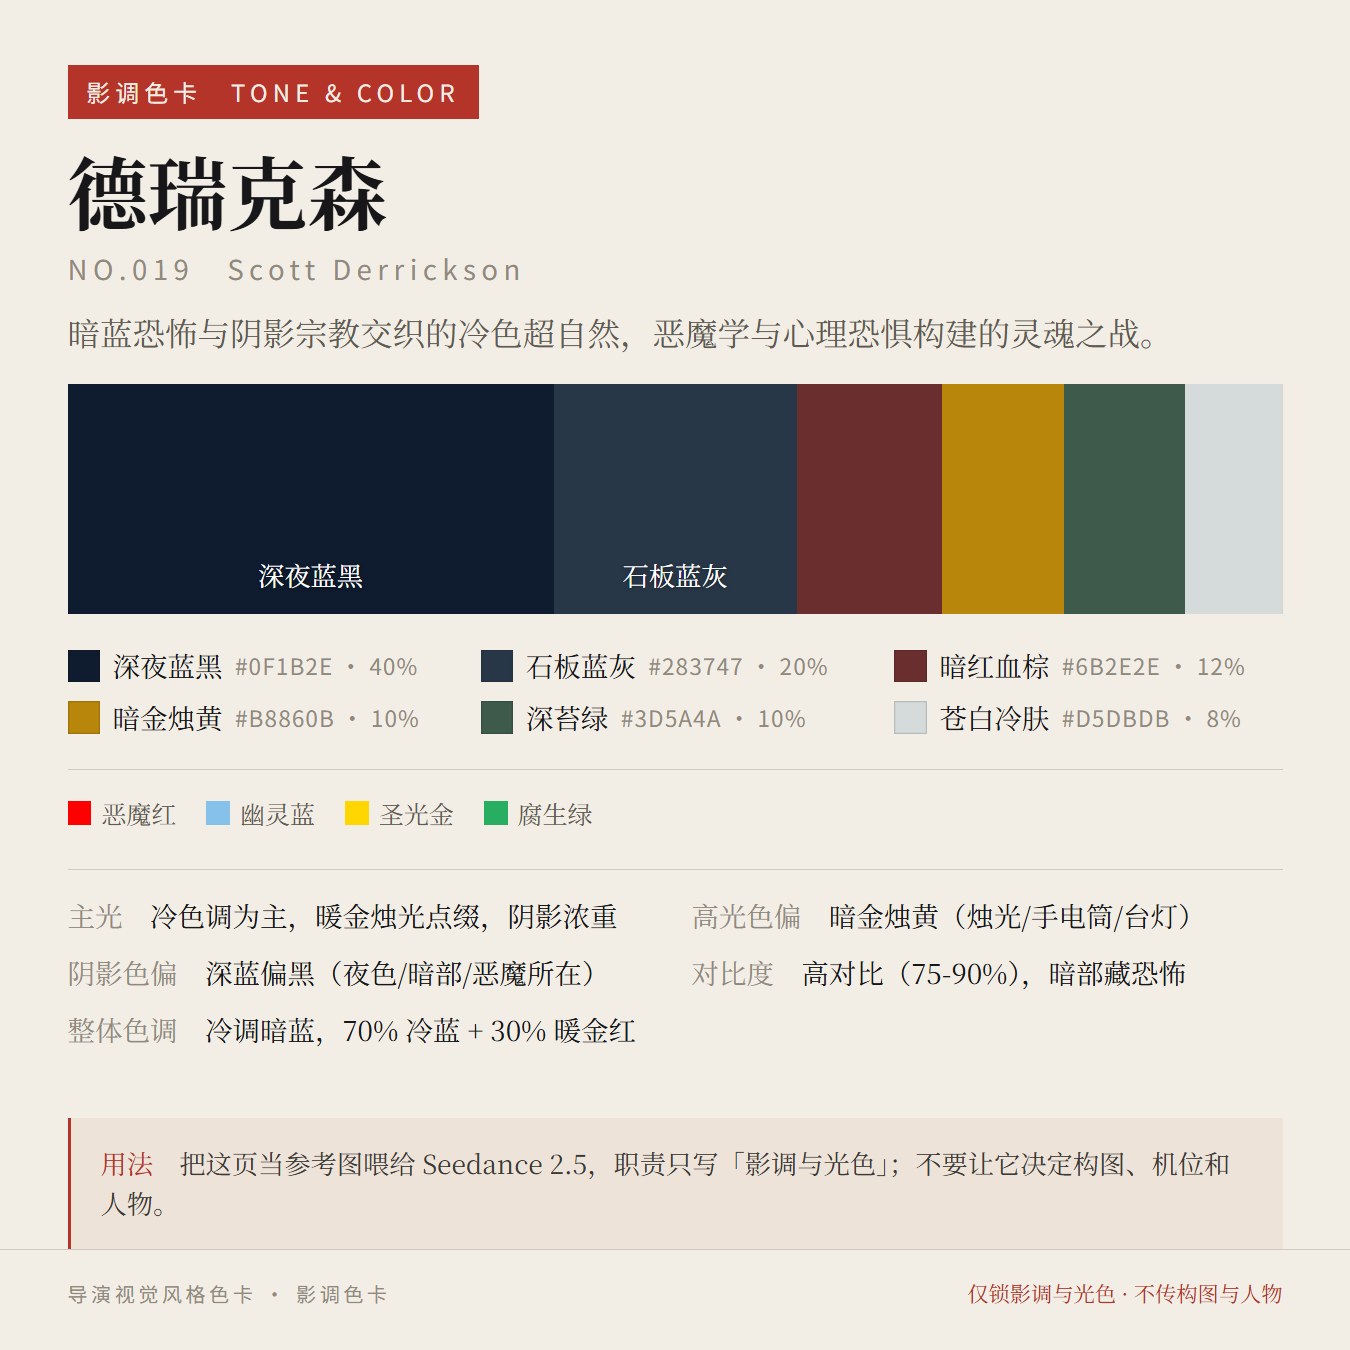 影调色卡 TONE & COLOR
德瑞克森
NO.019 Scott Derrickson
暗蓝恐怖与阴影宗教交织的冷色超自然，恶魔学与心理恐惧构建的灵魂之战。
深夜蓝黑 石板蓝灰
深夜蓝黑 #0F1B2E · 40% 石板蓝灰 #283747 · 20% 暗红血棕 #6B2E2E · 12%
暗金烛黄 #B8860B · 10% 深苔绿 #3D5A4A · 10% 苍白冷肤 #D5DBDB · 8%
恶魔红 幽灵蓝 圣光金 腐生绿
主光 冷色调为主，暖金烛光点缀，阴影浓重 高光色偏 暗金烛黄（烛光/手电筒/台灯）
阴影色偏 深蓝偏黑（夜色/暗部/恶魔所在） 对比度 高对比（75-90%），暗部藏恐怖
整体色调 冷调暗蓝，70% 冷蓝 + 30% 暖金红
用法 把这页当参考图喂给 Seedance 2.5，职责只写「影调与光色」；不要让它决定构图、机位和
人物。
导演视觉风格色卡 · 影调色卡 仅锁影调与光色 · 不传构图与人物